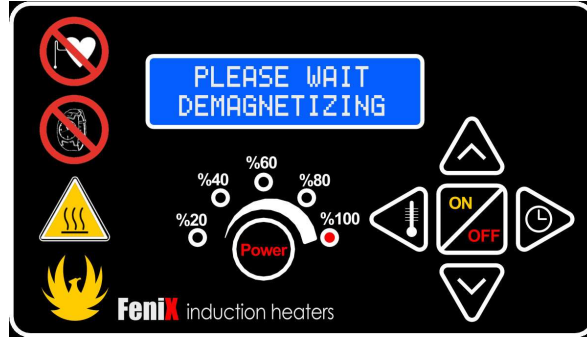 PLEASE WAIT
DEMAGNETIZING
%60
%40
%80
%20
%100
Power
ON
OFF
FeniX induction heaters